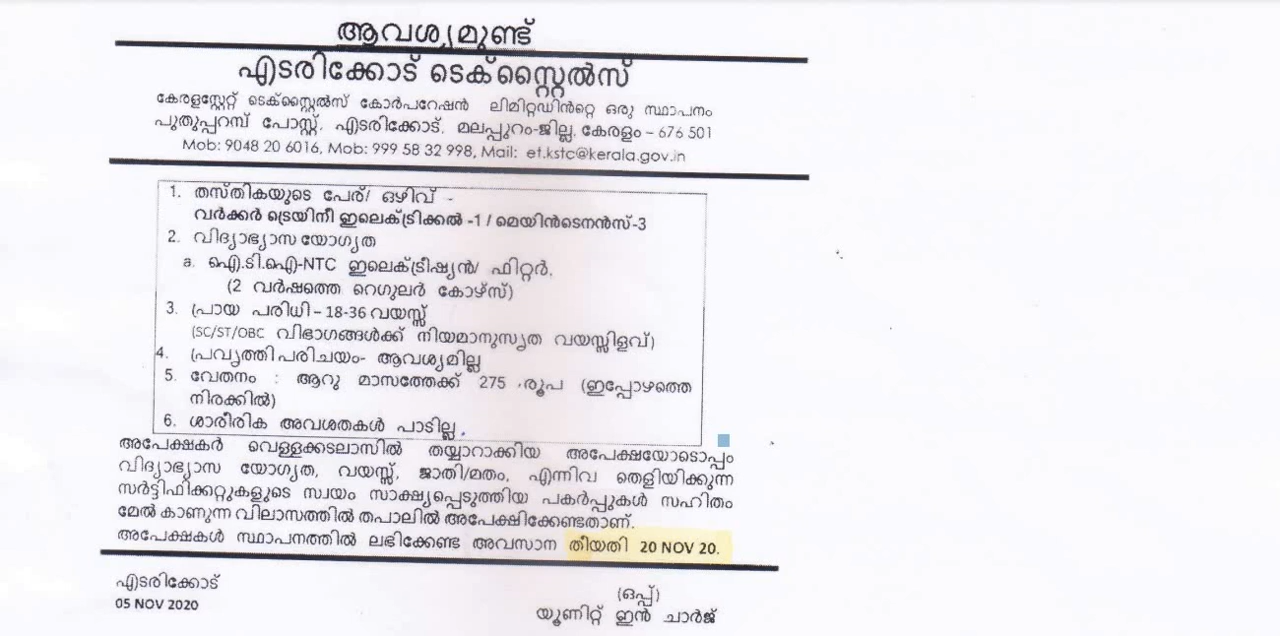 ആവശ്യമുണ്ട്
എടരിക്കോട് ടെക്സ്റ്റൈൽസ്
കേരളസ്റ്റേറ്റ് ടെക്സ്റ്റൈൽസ് കോർപറേഷൻ ലിമിറ്റഡിൻറ്റെ ഒരു സ്ഥാപനം
പുതുപ്പറമ്പ് പോസ്റ്റ്, എടരിക്കോട്, മലപ്പുറം-ജില്ല, കേരളം – 676 501
Mob: 9048 20 6016, Mob: 999 58 32 998, Mail: et.kstc@kerala.gov.in
1. തസ്തികയുടെ പേര്/ ഒഴിവ് -
വർക്കർ ട്രെയിനീ ഇലെക്ട്രിക്കൽ -1 / മെയിൻടെനൻസ്-3
2. വിദ്യാഭ്യാസ യോഗ്യത
a. ഐ.ടി.ഐ-NTC ഇലെക്ട്രീഷ്യൻ/ ഫിറ്റർ.
(2 വർഷത്തെ റെഗുലർ കോഴ്സ്)
3. പ്രായ പരിധി – 18-36 വയസ്സ്
(SC/ST/OBC വിഭാഗങ്ങൾക്ക് നിയമാനുസൃത വയസ്സിളവ്)
4. പ്രവൃത്തി പരിചയം- ആവശ്യമില്ല
5. വേതനം : ആറു മാസത്തേക്ക് 275 രൂപ (ഇപ്പോഴത്തെ
നിരക്കിൽ)
6. ശാരീരിക അവശതകൾ പാടില്ല.
അപേക്ഷകർ വെള്ളക്കടലാസിൽ തയ്യാറാക്കിയ അപേക്ഷയോടൊപ്പം
വിദ്യാഭ്യാസ യോഗ്യത, വയസ്സ്, ജാതി/മതം, എന്നിവ തെളിയിക്കുന്ന
സർട്ടിഫിക്കറ്റുകളുടെ സ്വയം സാക്ഷ്യപ്പെടുത്തിയ പകർപ്പുകൾ സഹിതം
മേൽ കാണുന്ന വിലാസത്തിൽ തപാലിൽ അപേക്ഷിക്കേണ്ടതാണ്.
അപേക്ഷകൾ സ്ഥാപനത്തിൽ ലഭിക്കേണ്ട അവസാന തീയതി 20 NOV 20.
എടരിക്കോട്
05 NOV 2020
(ഒപ്പ്)
യൂണിറ്റ് ഇൻ ചാർജ്